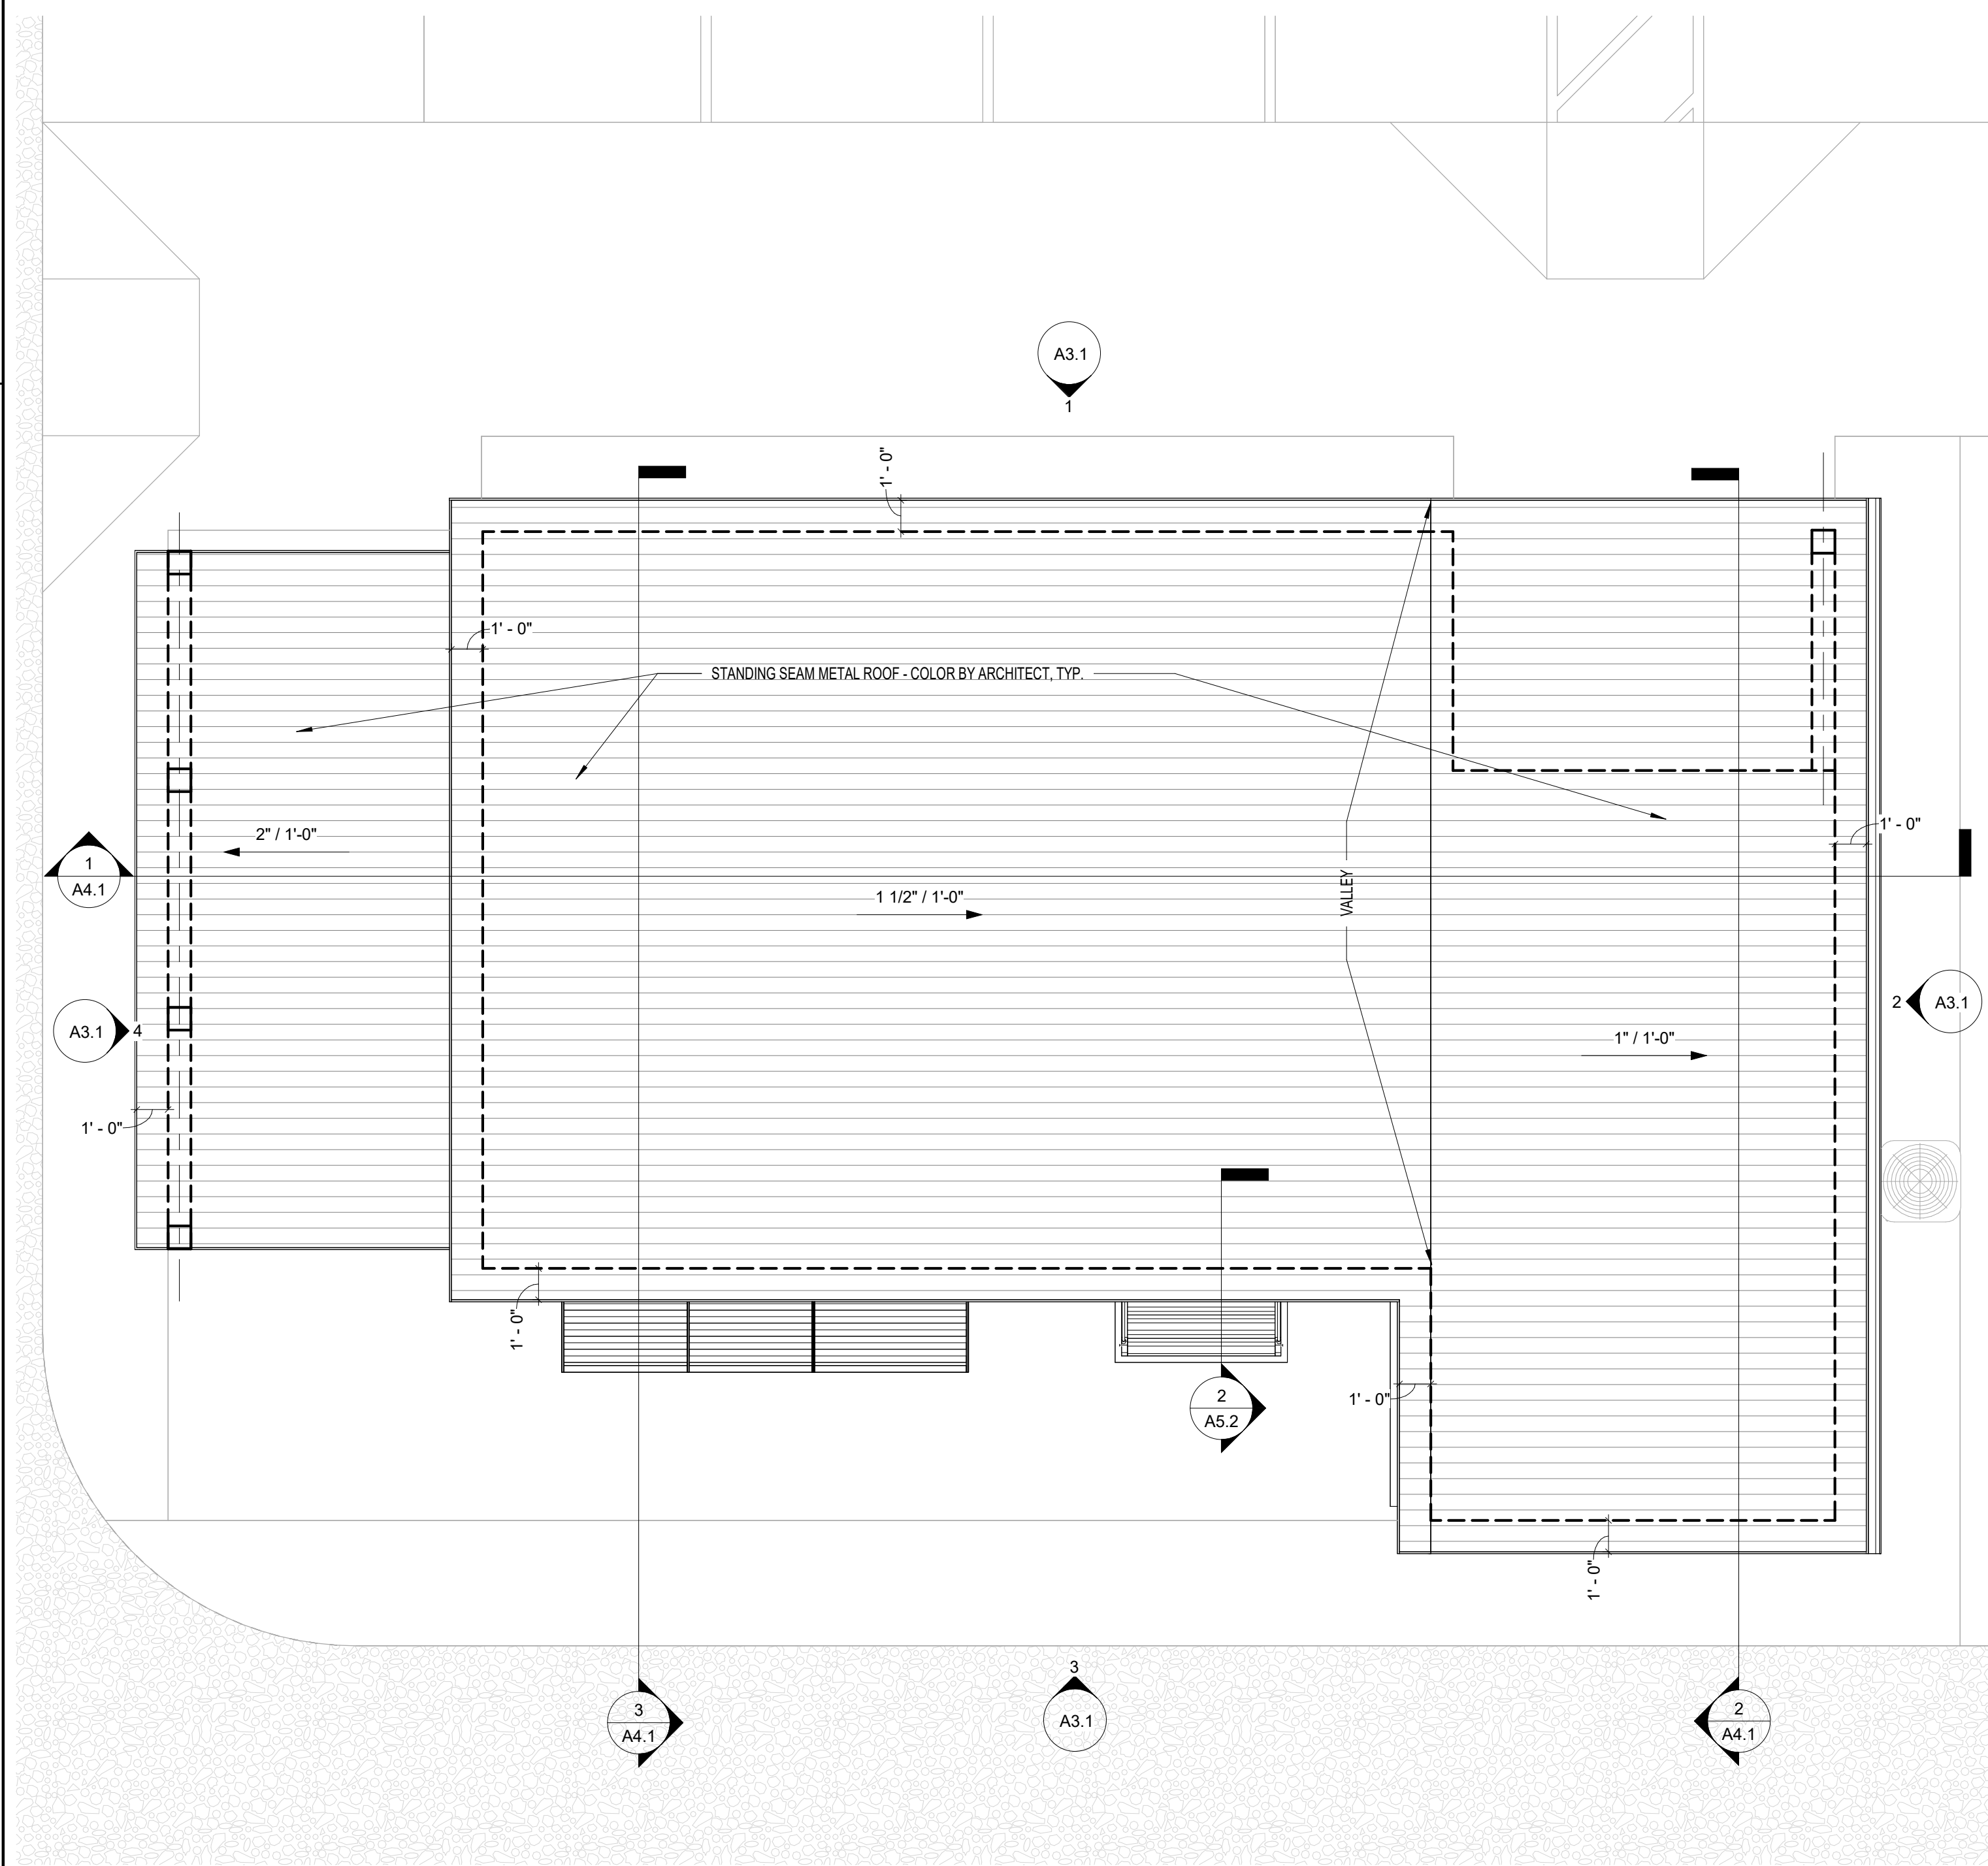 A3.1
1
1' - 0"
1' - 0"
STANDING SEAM METAL ROOF - COLOR BY ARCHITECT, TYP.
1' - 0"
2" / 1'-0"
1
A4.1
1 1/2" / 1'-0"
VALLEY
2
A3.1
A3.1
4
1" / 1'-0"
1' - 0"
1' - 0"
1' - 0"
2
A5.2
1' - 0"
3
A4.1
3
A3.1
2
A4.1